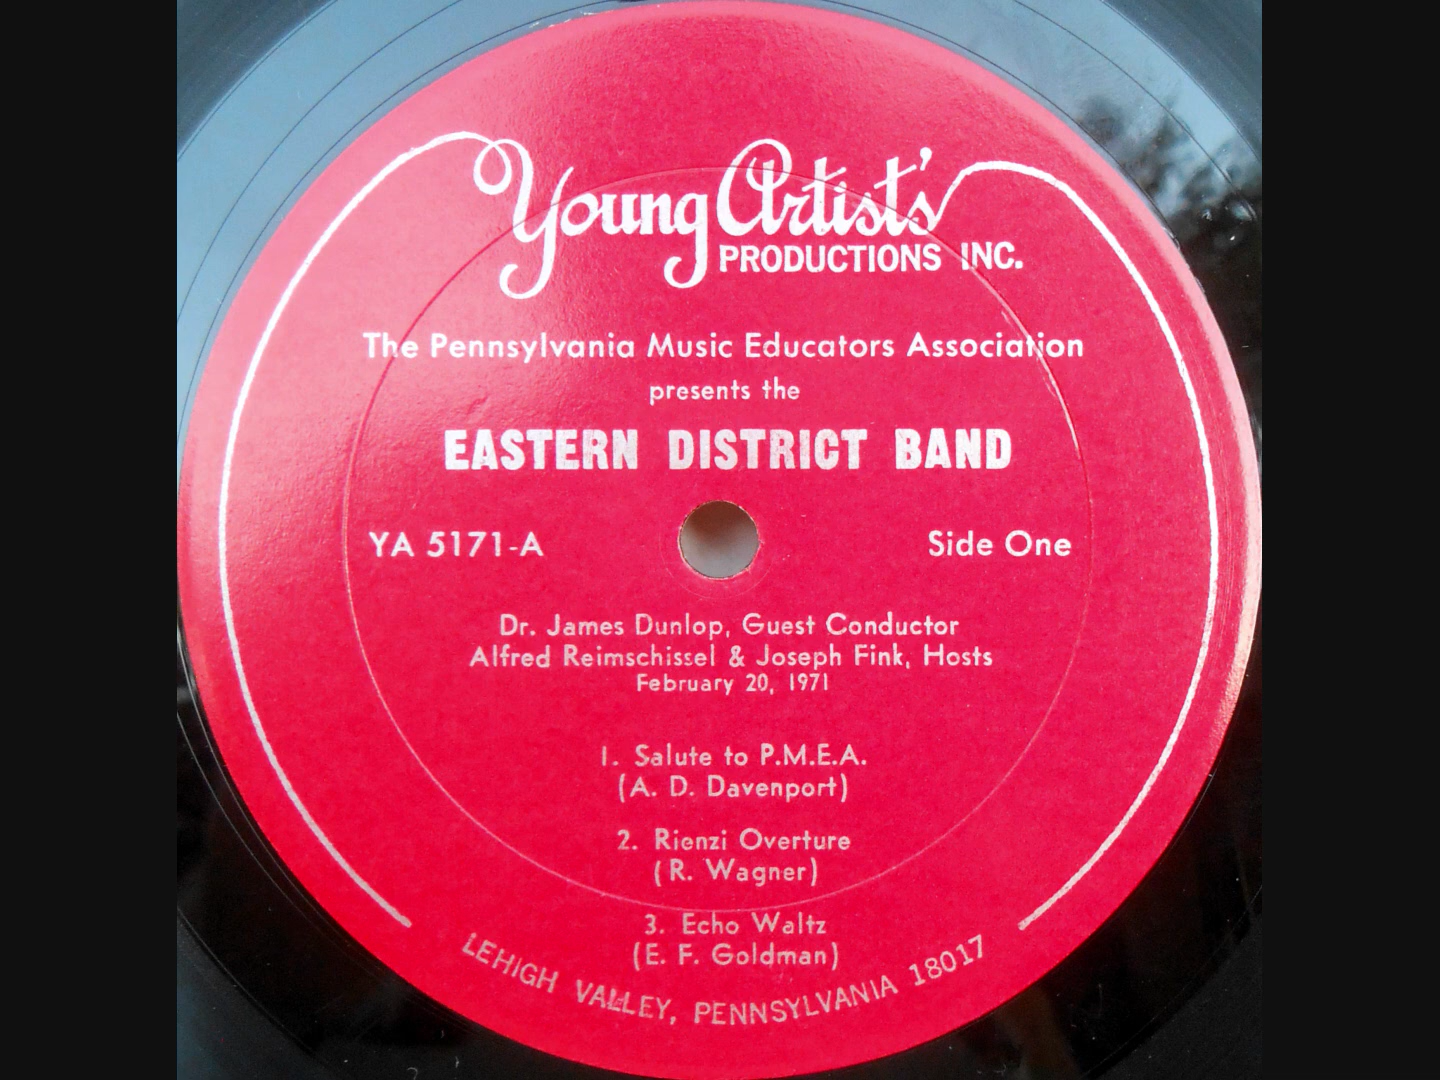 Young Artists'
PRODUCTIONS INC.
The Pennsylvania Music Educators Association
presents the
EASTERN DISTRICT BAND
YA 5171-A
Side One
Dr. James Dunlop, Guest Conductor
Alfred Reimschissel & Joseph Fink, Hosts
February 20, 1971
1. Salute to P.M.E.A.
(A. D. Davenport)
2. Rienzi Overture
(R. Wagner)
3. Echo Waltz
(E. F. Goldman)
LEHIGH VALLEY, PENNSYLVANIA 18017